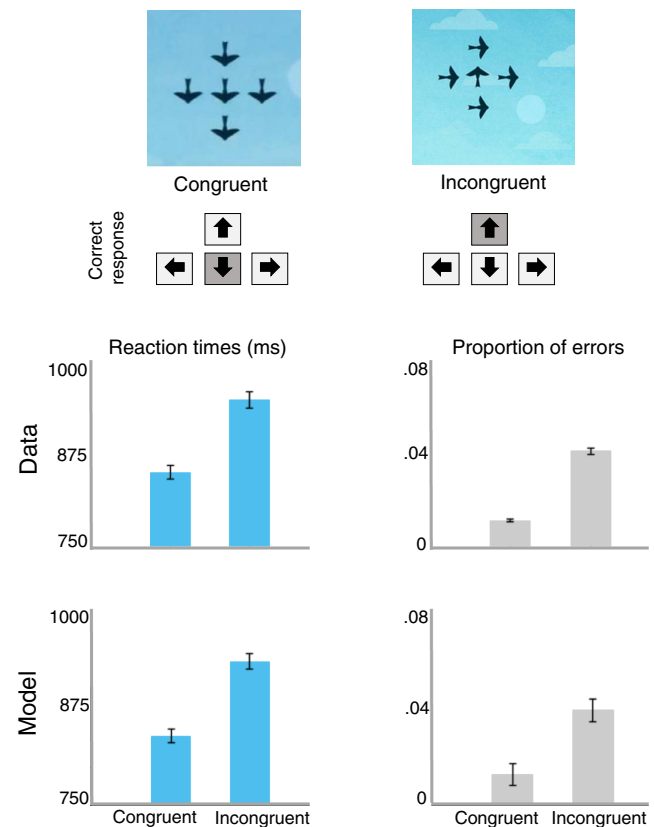 Congruent
Incongruent
Correct
response
Reaction times (ms)
Proportion of errors
Data
1000
875
750
.08
.04
0
Model
1000
875
750
.08
.04
0
Congruent
Incongruent
Congruent
Incongruent